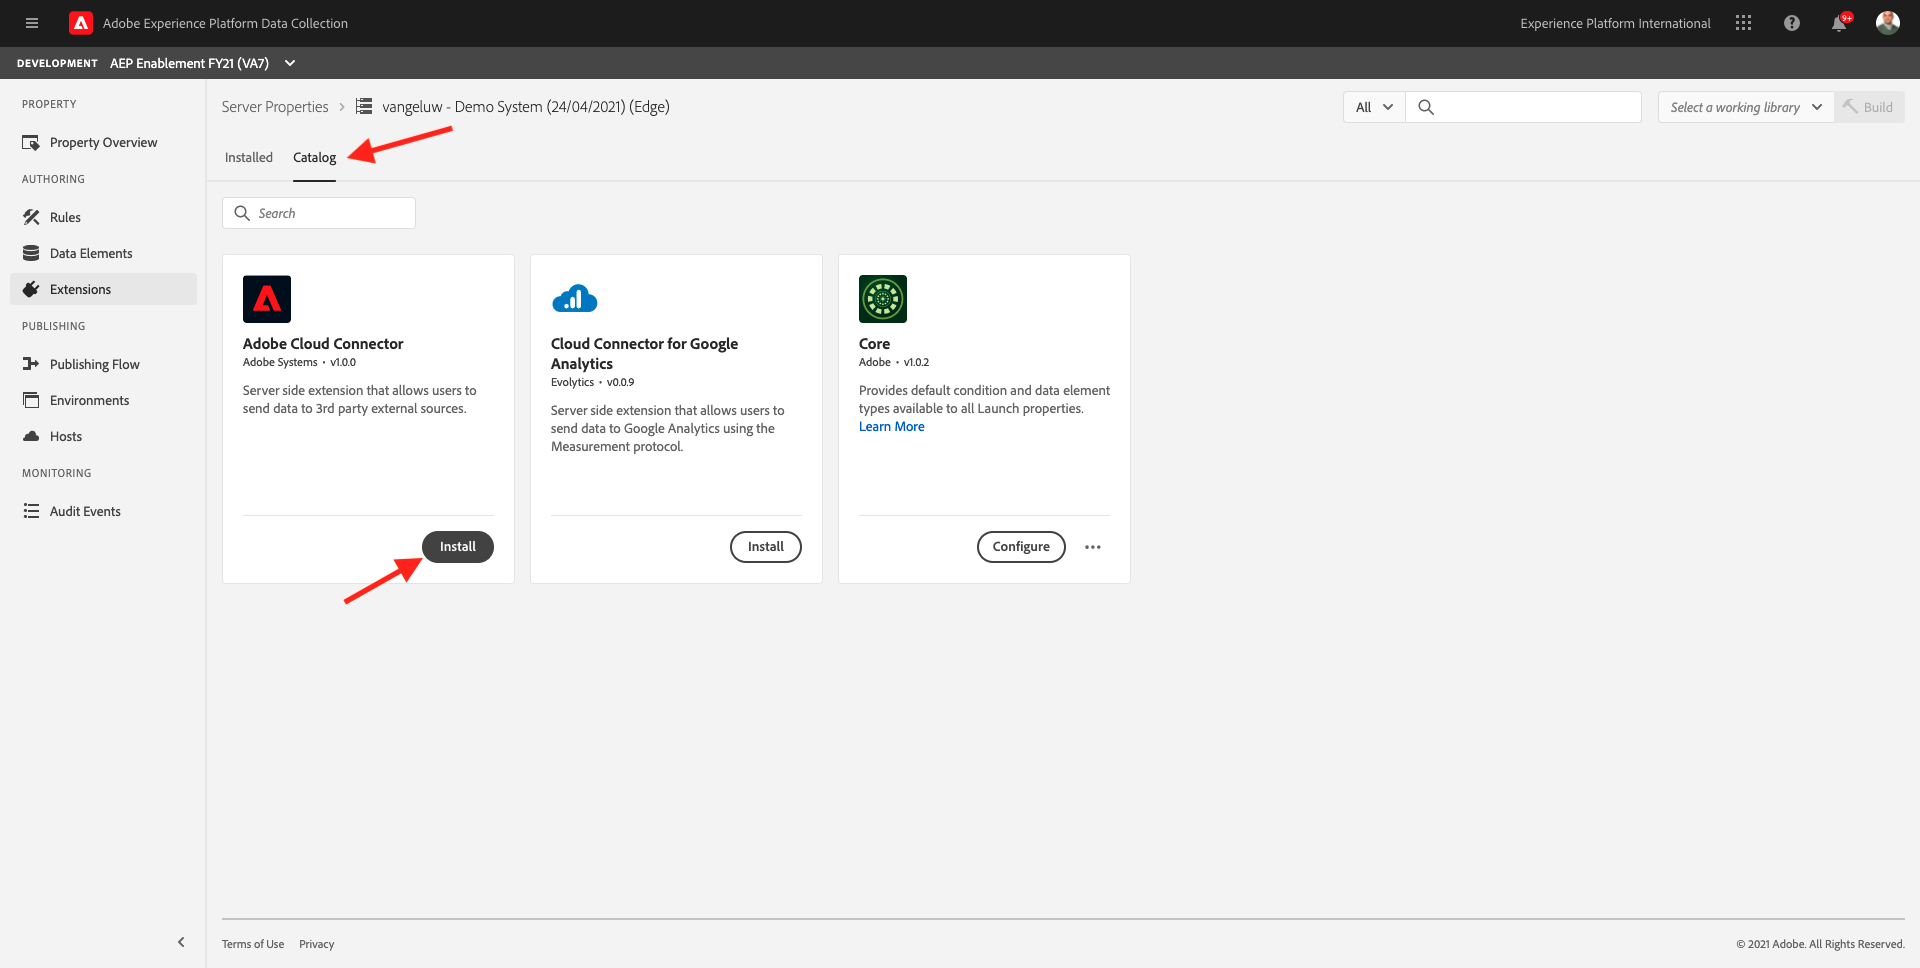 Adobe Experience Platform Data Collection
Experience Platform International
9+
DEVELOPMENT AEP Enablement FY21 (VA7)
PROPERTY
Property Overview
AUTHORING
Rules
Data Elements
Extensions
PUBLISHING
Publishing Flow
Environments
Hosts
MONITORING
Audit Events
Server Properties > vangeluw - Demo System (24/04/2021) (Edge)
All
Select a working library
Build
Installed Catalog
Search
Adobe Cloud Connector
Adobe Systems • v1.0.0
Server side extension that allows users to
send data to 3rd party external sources.
Install
Cloud Connector for Google
Analytics
Evolytics • v0.0.9
Server side extension that allows users to
send data to Google Analytics using the
Measurement protocol.
Install
Core
Adobe • v1.0.2
Provides default condition and data element
types available to all Launch properties.
Learn More
Configure
Terms of Use Privacy
© 2021 Adobe. All Rights Reserved.